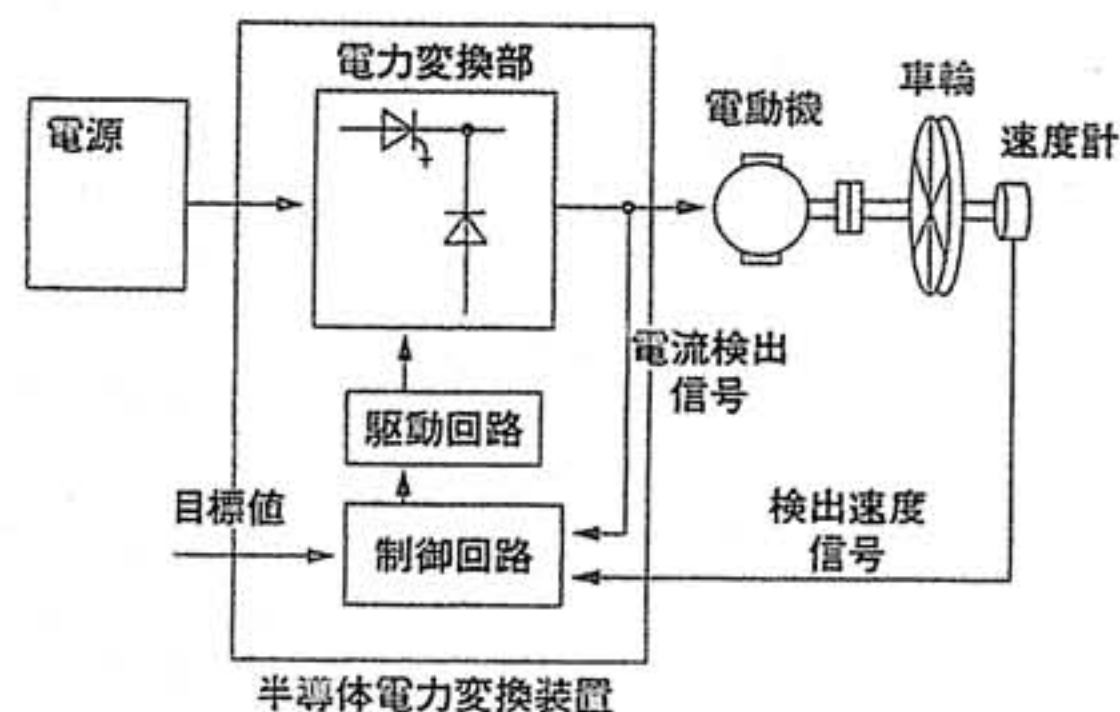 電力変換部
電源
電動機
車輪
速度計
電流検出
信号
駆動回路
目標値
制御回路
検出速度
信号
半導体電力変換装置